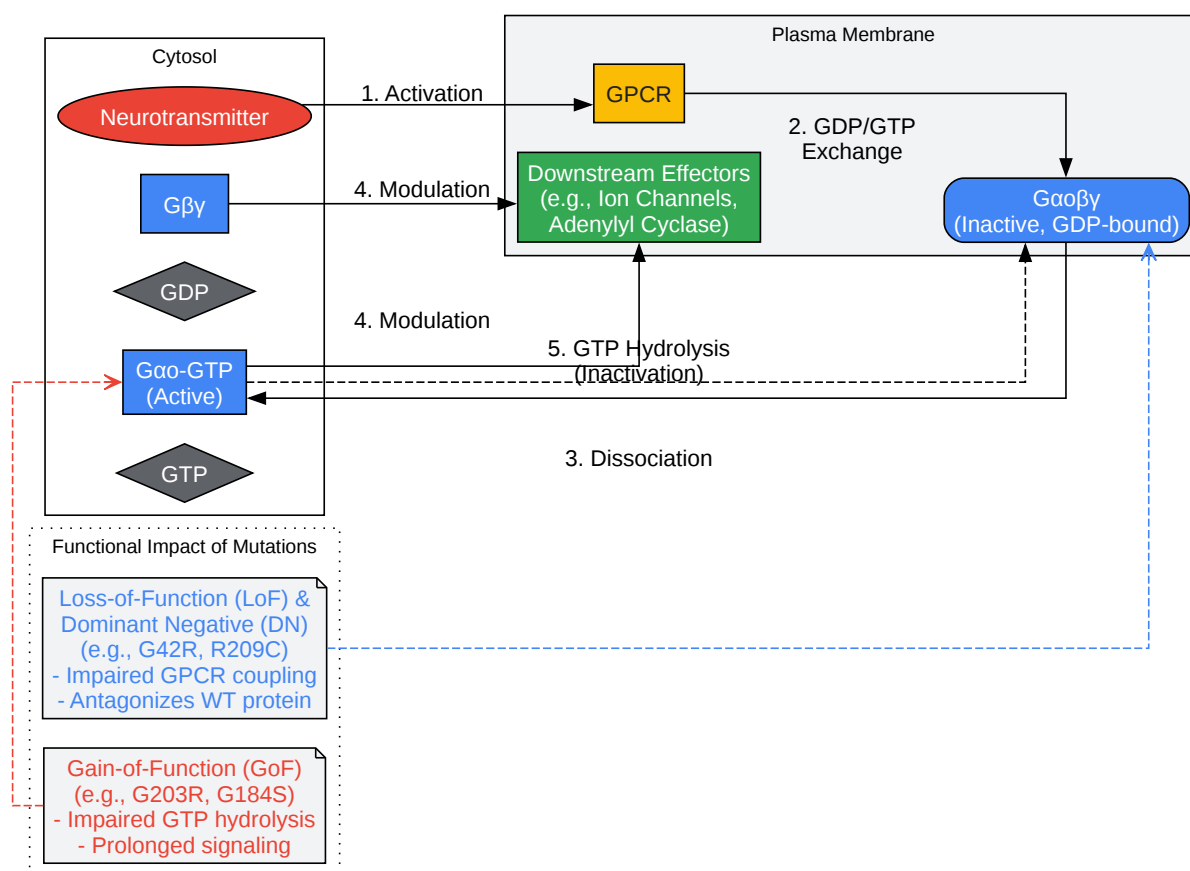 Plasma Membrane
Cytosol
Neurotransmitter
1. Activation
GPCR
2. GDP/GTP
Exchange
Gβγ
4. Modulation
Downstream Effectors
(e.g., Ion Channels,
Adenylyl Cyclase)
Gαοβγ
(Inactive, GDP-bound)
GDP
4. Modulation
5. GTP Hydrolysis
(Inactivation)
Gαο-GTP
(Active)
3. Dissociation
GTP
Functional Impact of Mutations
Loss-of-Function (LoF) &
Dominant Negative (DN)
(e.g., G42R, R209C)
- Impaired GPCR coupling
- Antagonizes WT protein
Gain-of-Function (GoF)
(e.g., G203R, G184S)
- Impaired GTP hydrolysis
- Prolonged signaling